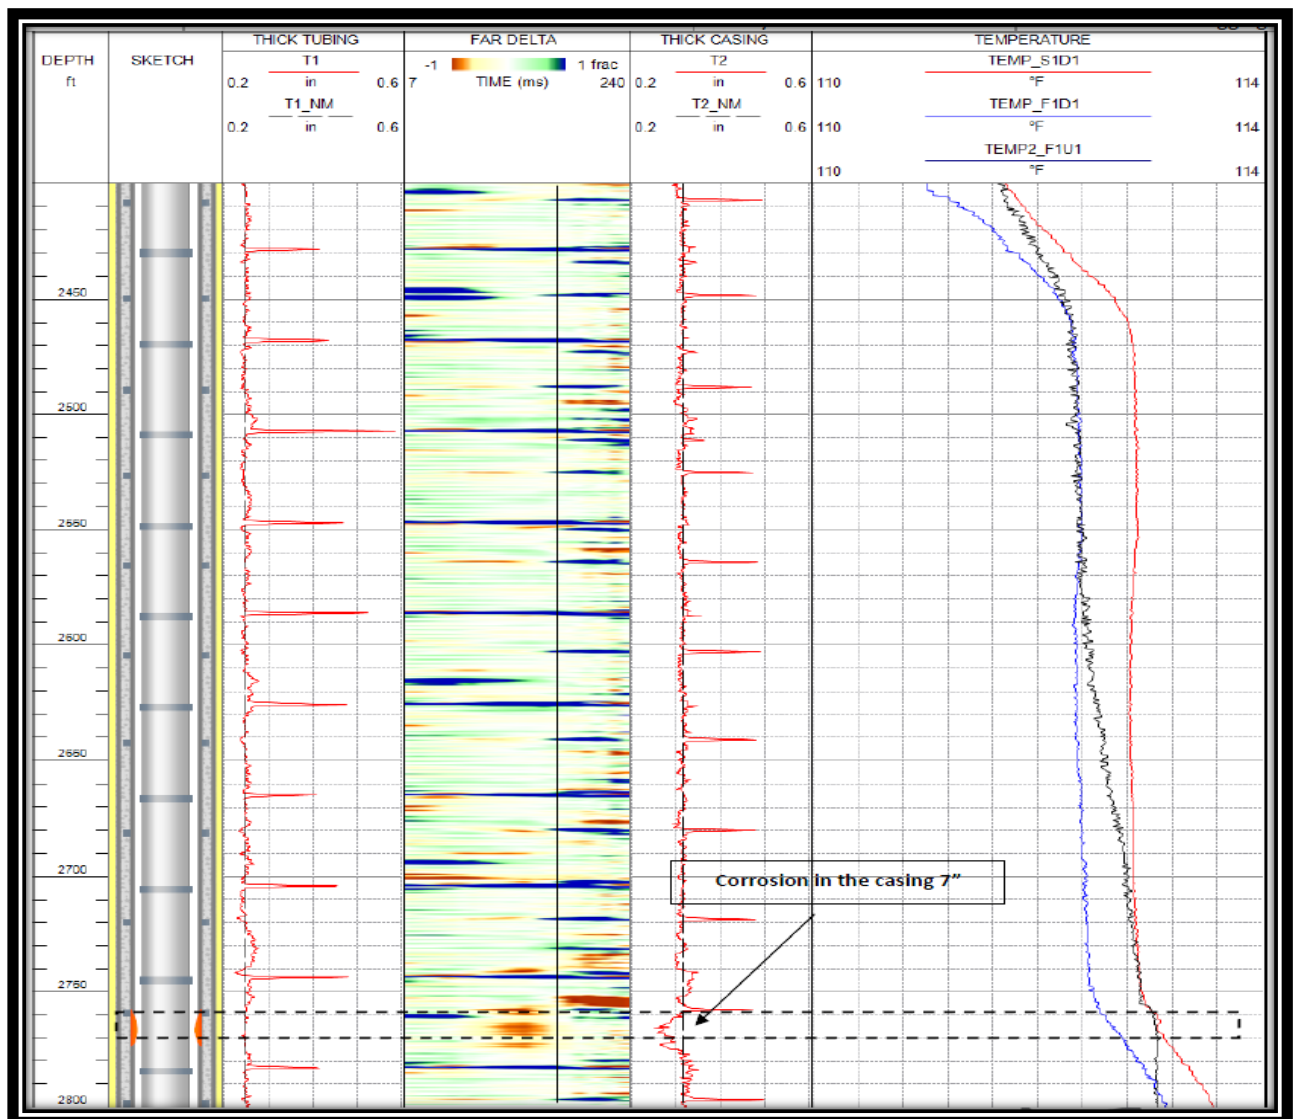 THICK TUBING FAR DELTA THICK CASING TEMPERATURE
DEPTH SKETCH T1 -1 1 frac T2 TEMP_S1D1
ft 0.2 in 0.6 7 TIME (ms) 240 0.2 in 0.6 110 °F 114
T1_NM T2_NM TEMP_F1D1
0.2 in 0.6 0.2 in 0.6 110 °F 114
TEMP2_F1U1
110 °F 114
2450
2500
2550
2600
2650
2700
Corrosion in the casing 7”
2750
2800